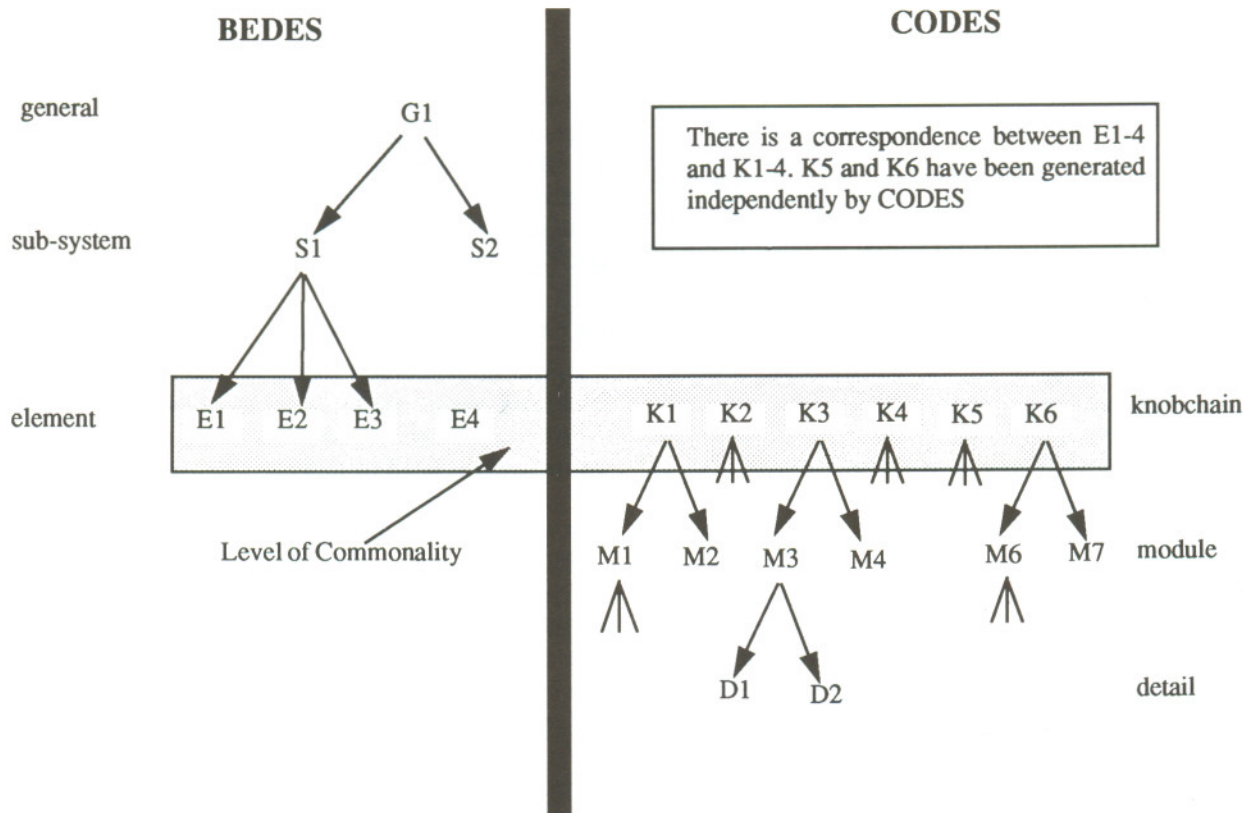 BEDES
CODES
general
G1
There is a correspondence between E1-4
and K1-4. K5 and K6 have been generated
independently by CODES
sub-system
S1
S2
element
E1
E2
E3
E4
K1
K2
K3
K4
K5
K6
knobchain
Level of Commonality
M1
M2
M3
M4
M6
M7
module
D1
D2
detail